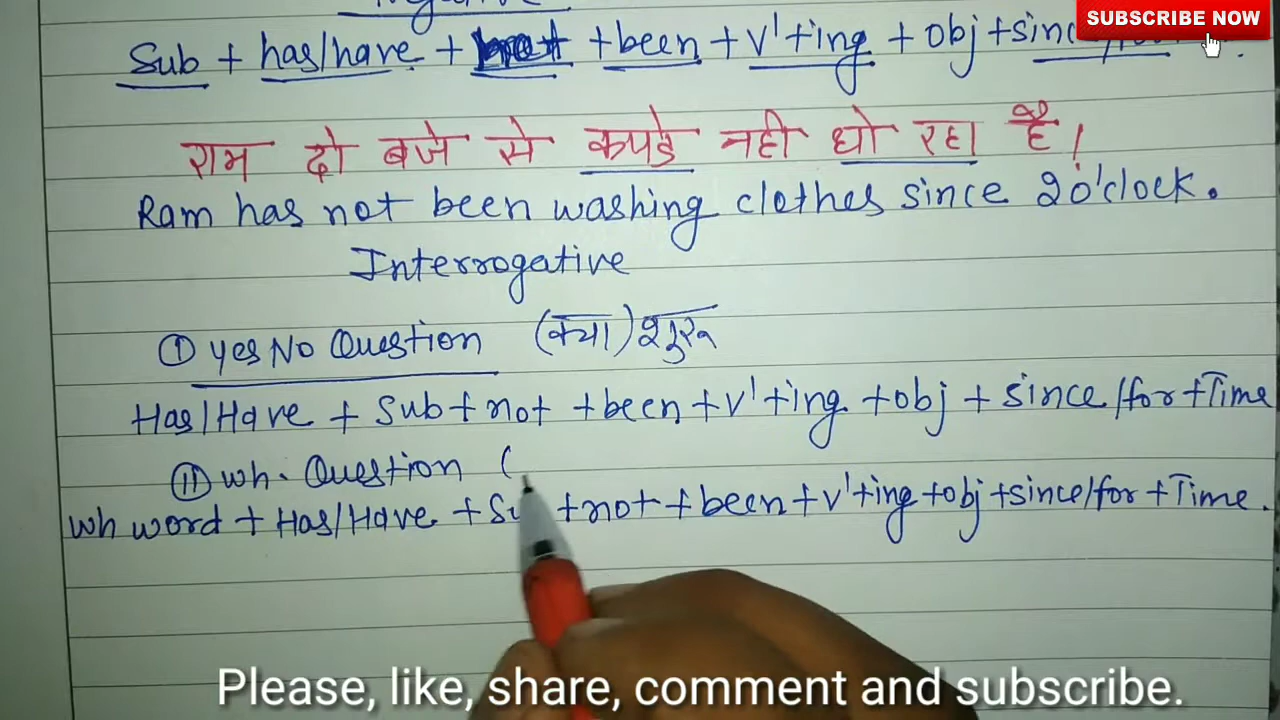 Negative
SUBSCRIBE NOW
Sub + has/have + not + been + V¹+ing + obj + since/for
राम दो बजे से कपडे नही धो रहा है।
Ram has not been washing clothes since 2 o'clock.
Interrogative
① Yes No Question (क्या) शुरू
Has/Have + Sub + not + been + V¹+ing + obj + since/for + Time
② wh. Question (
Wh word + Has/Have + Su + not + been + V¹+ing + obj + since/for + Time.
Please, like, share, comment and subscribe.